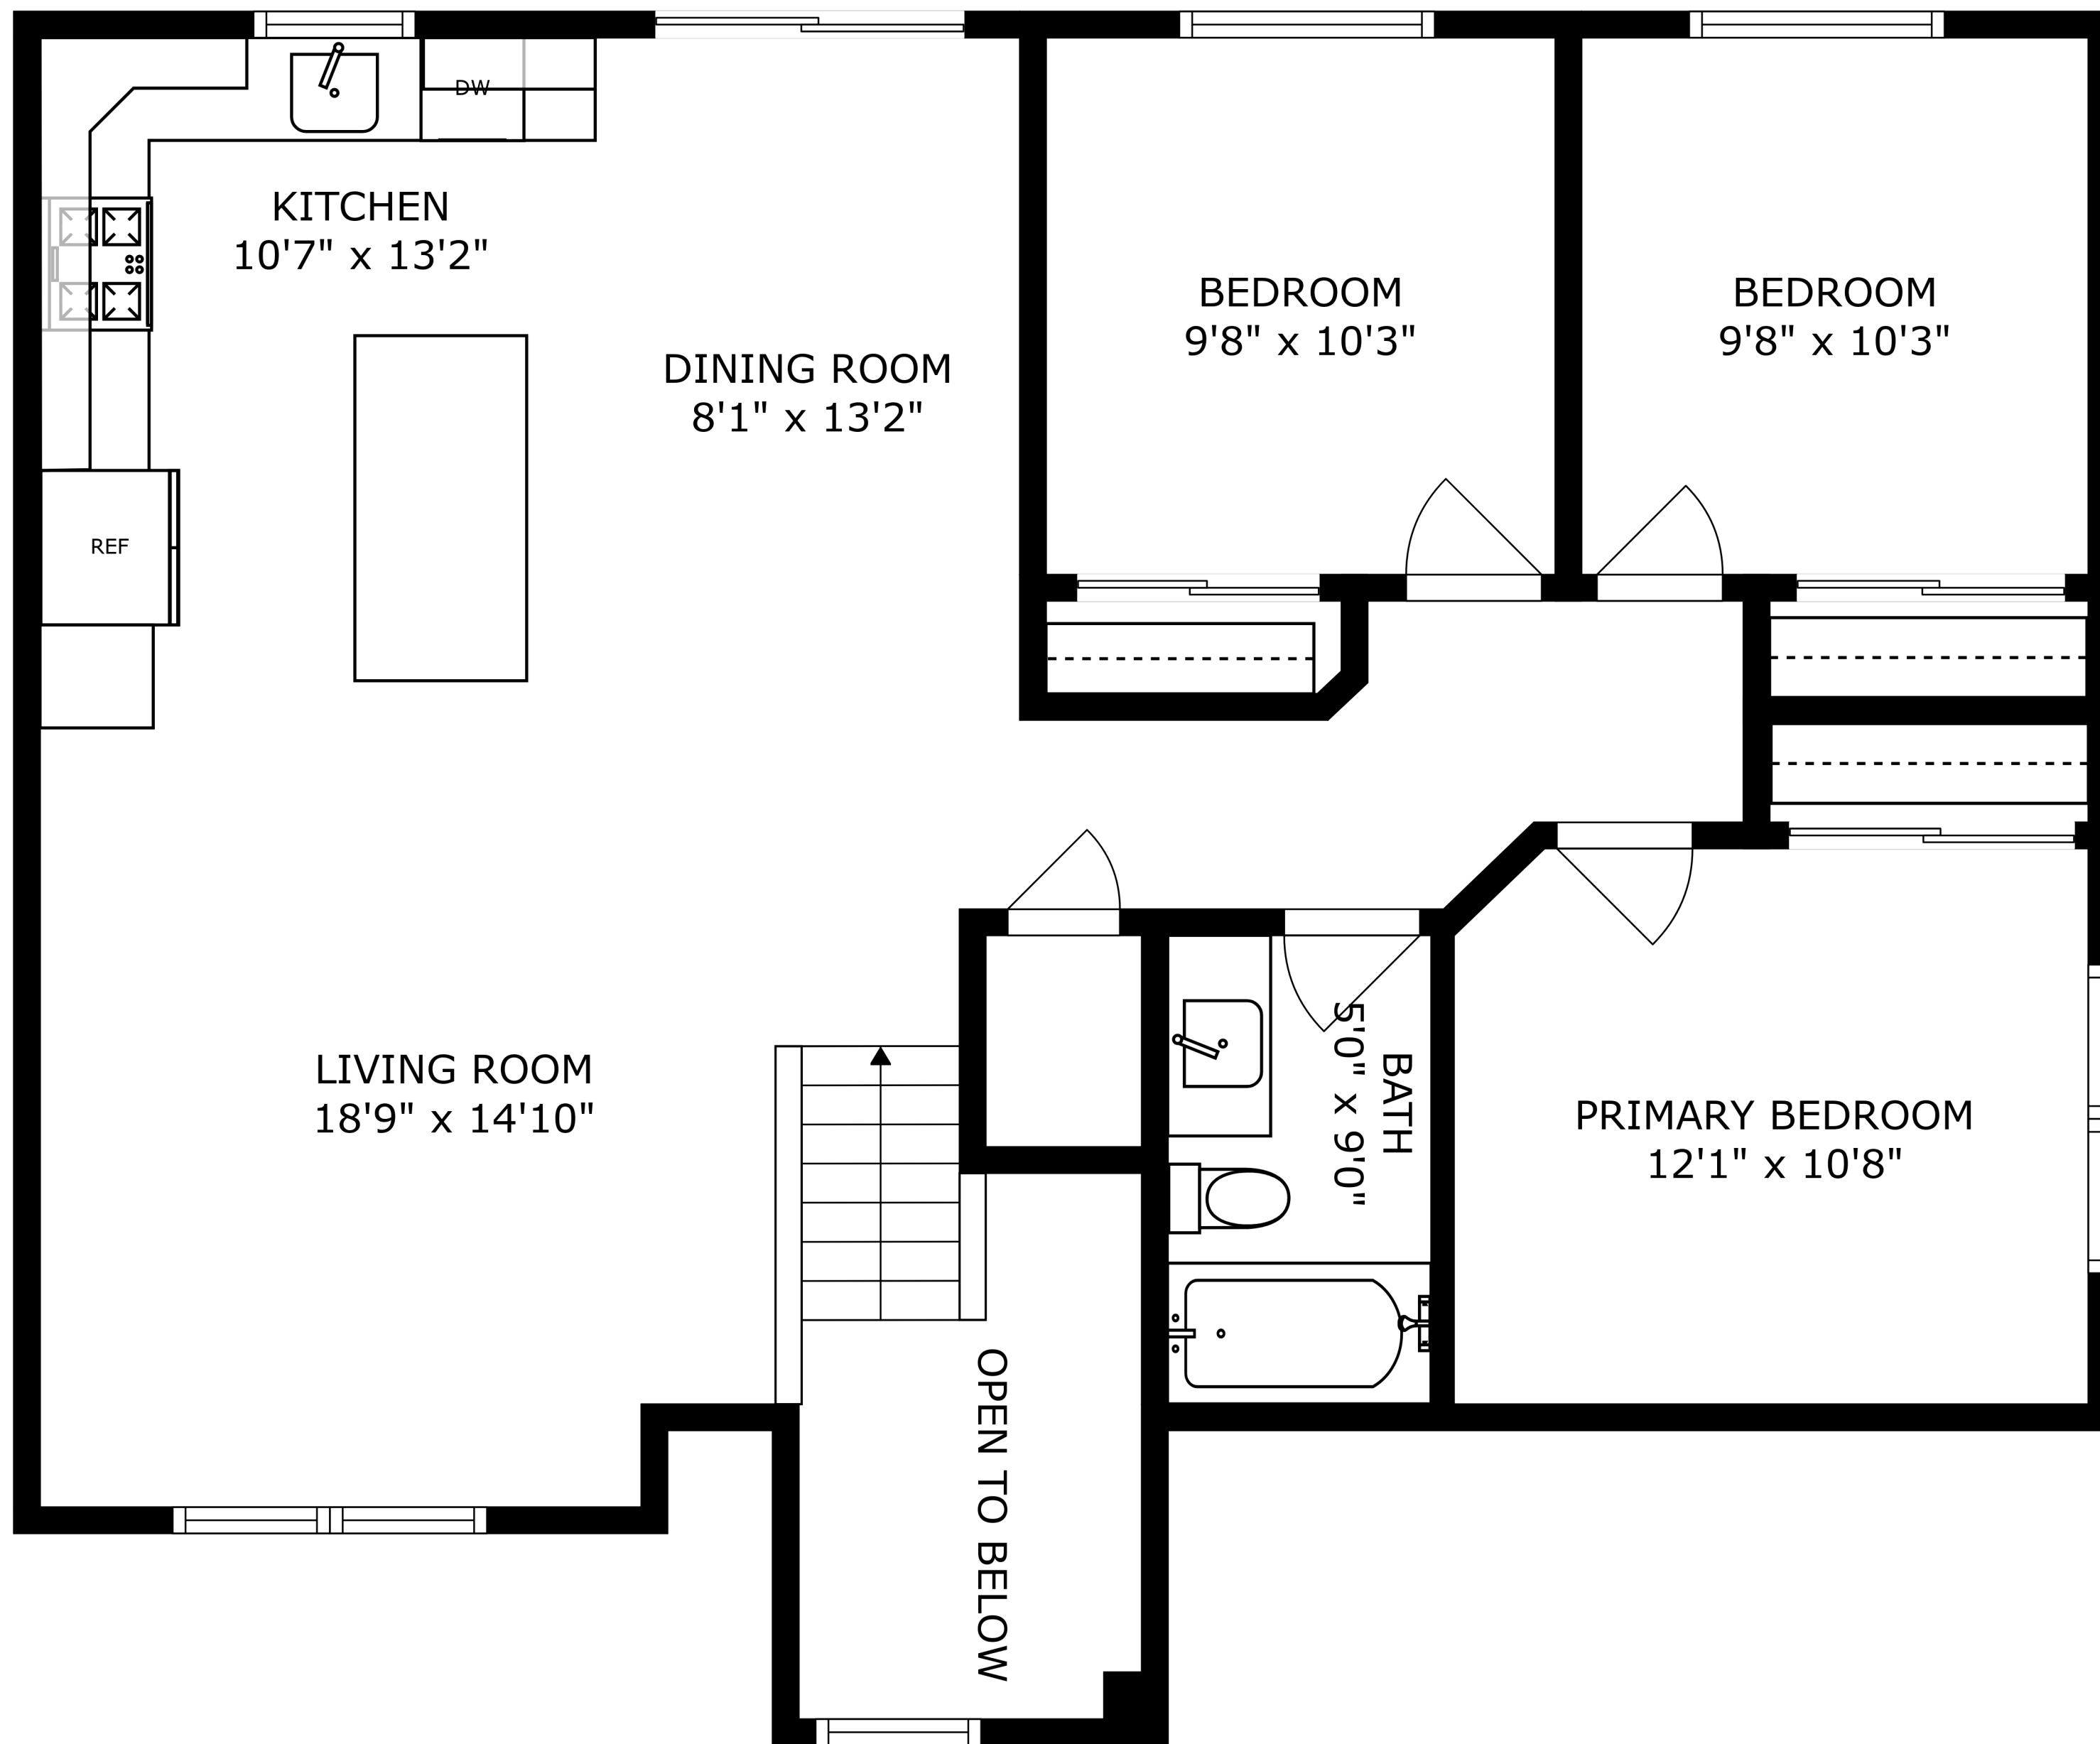 DW
KITCHEN
10'7" x 13'2"
BEDROOM
9'8" x 10'3"
BEDROOM
9'8" x 10'3"
DINING ROOM
8'1" x 13'2"
REF
LIVING ROOM
18'9" x 14'10"
BATH
5'0" x 9'0"
PRIMARY BEDROOM
12'1" x 10'8"
OPEN TO BELOW